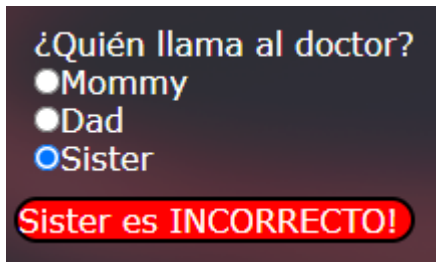 ¿Quién llama al doctor?
Mommy
Dad
Sister
Sister es INCORRECTO!